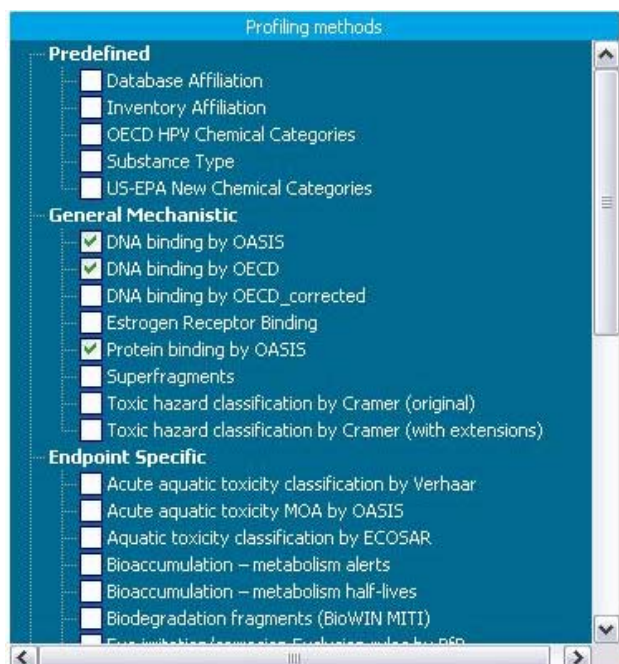 Profiling methods
Predefined
Database Affiliation
Inventory Affiliation
OECD HPV Chemical Categories
Substance Type
US-EPA New Chemical Categories
General Mechanistic
DNA binding by OASIS
DNA binding by OECD
DNA binding by OECD_corrected
Estrogen Receptor Binding
Protein binding by OASIS
Superfragments
Toxic hazard classification by Cramer (original)
Toxic hazard classification by Cramer (with extensions)
Endpoint Specific
Acute aquatic toxicity classification by Verhaar
Acute aquatic toxicity MOA by OASIS
Aquatic toxicity classification by ECOSAR
Bioaccumulation – metabolism alerts
Bioaccumulation – metabolism half-lives
Biodegradation fragments (BioWIN MITI)